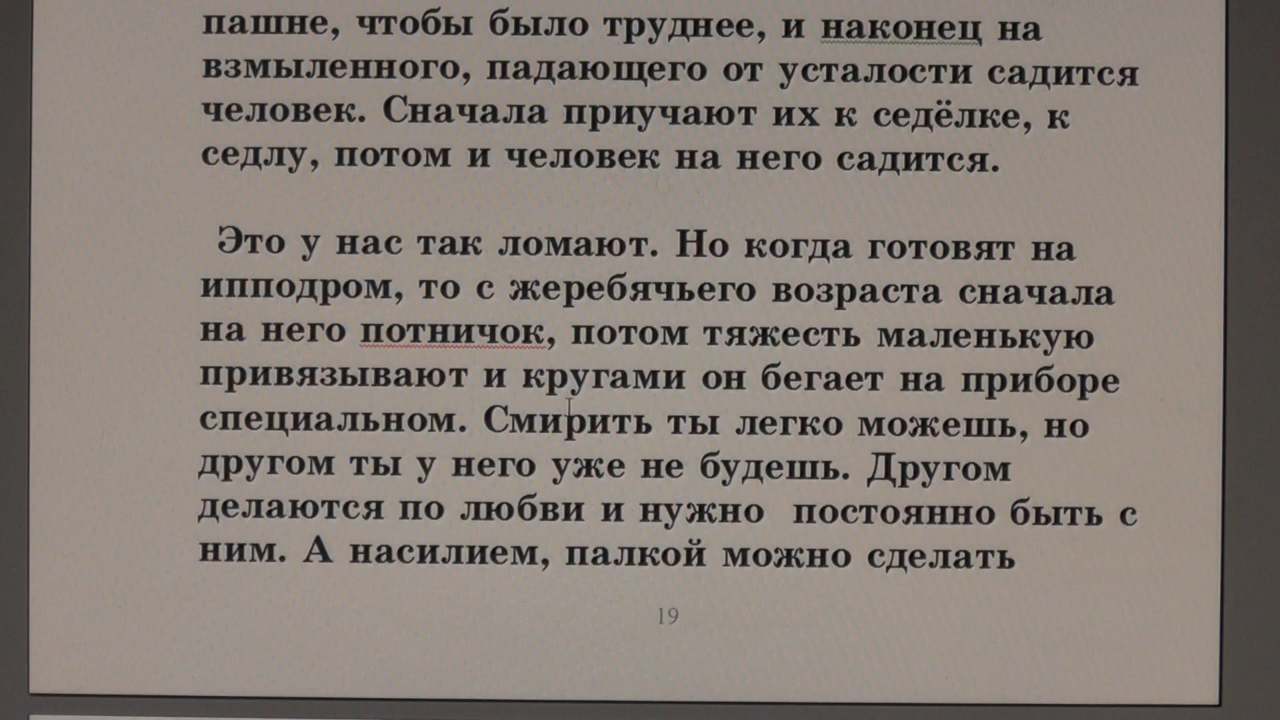 пашне, чтобы было труднее, и наконец на
взмыленного, падающего от усталости садится
человек. Сначала приучают их к седёлке, к
седлу, потом и человек на него садится.
Это у нас так ломают. Но когда готовят на
ипподром, то с жеребячьего возраста сначала
на него потничок, потом тяжесть маленькую
привязывают и кругами он бегает на приборе
специальном. Смирить ты легко можешь, но
другом ты у него уже не будешь. Другом
делаются по любви и нужно  постоянно быть с
ним. А насилием, палкой можно сделать
19